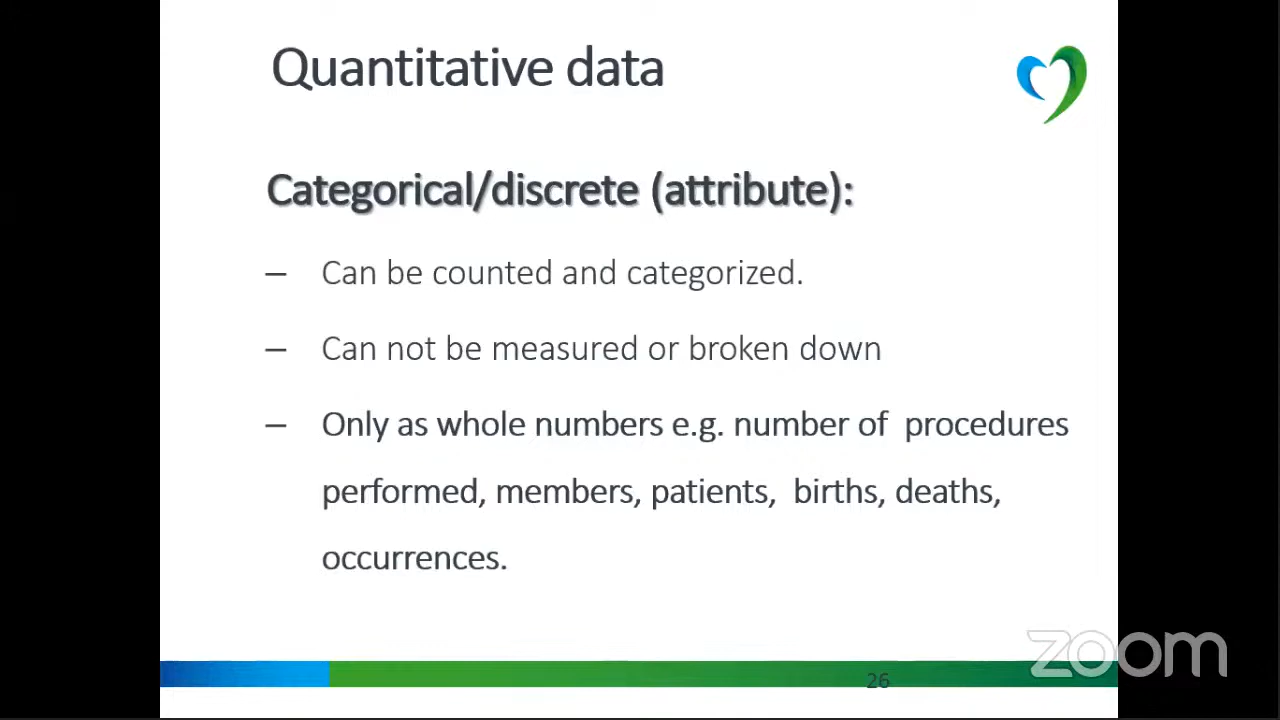 Quantitative data
Categorical/discrete (attribute):
– Can be counted and categorized.
– Can not be measured or broken down
– Only as whole numbers e.g. number of procedures
performed, members, patients, births, deaths,
occurrences.
zoom
26